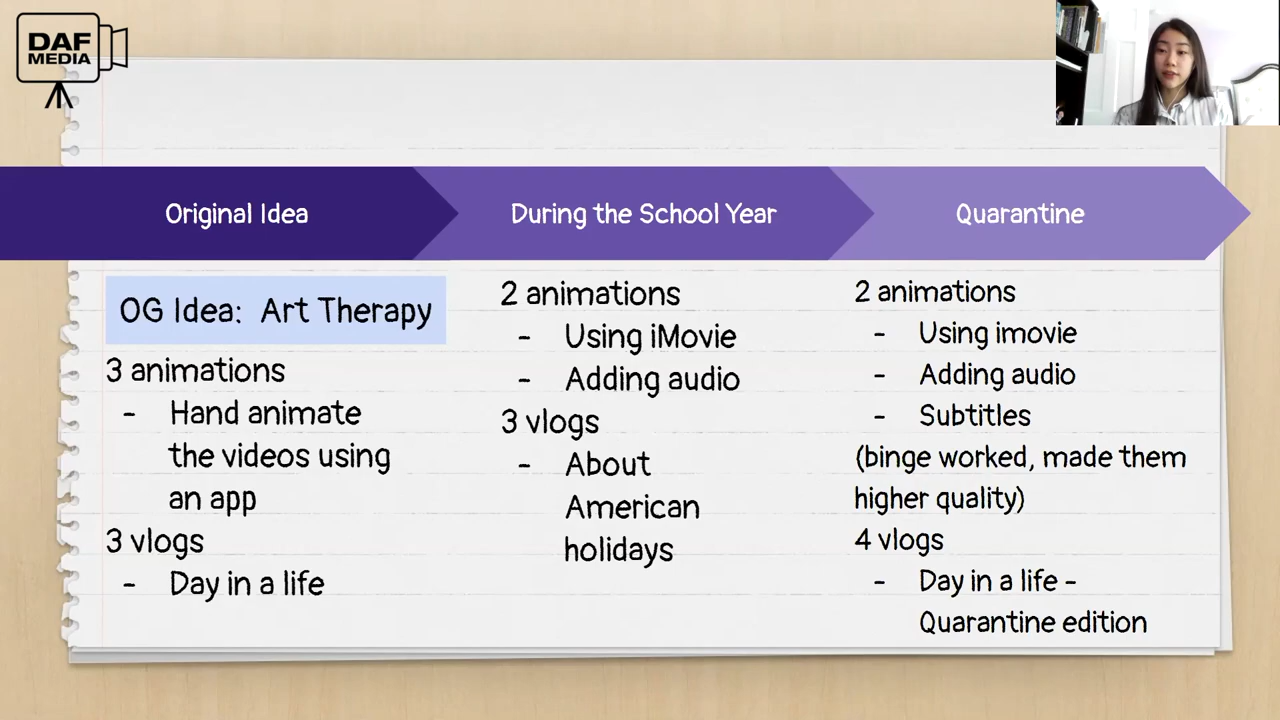 DAF
MEDIA
Original Idea
During the School Year
Quarantine
OG Idea: Art Therapy
3 animations
- Hand animate
the videos using
an app
3 vlogs
- Day in a life
2 animations
- Using iMovie
- Adding audio
3 vlogs
- About
American
holidays
2 animations
- Using imovie
- Adding audio
- Subtitles
(binge worked, made them
higher quality)
4 vlogs
- Day in a life -
Quarantine edition